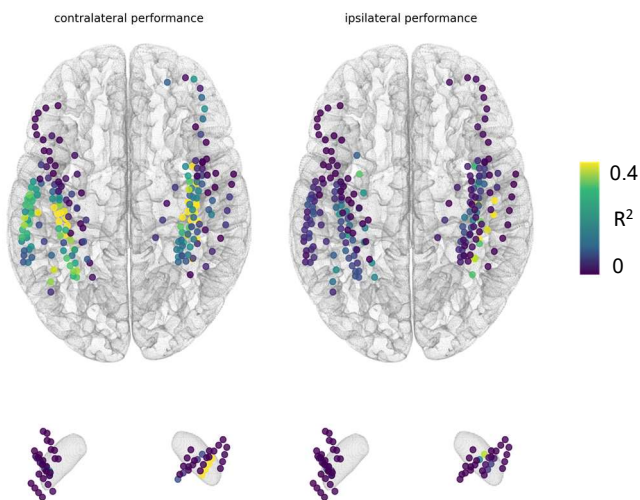 contralateral performance
ipsilateral performance
0.4
R²
0